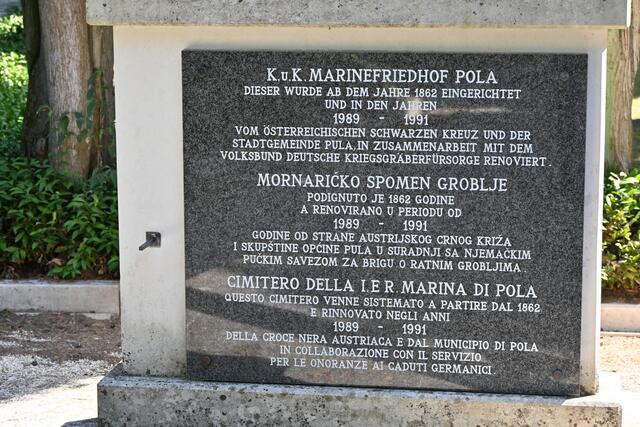 K.u.K. MARINEFRIEDHOF POLA
DIESER WURDE AB DEM JAHRE 1862 EINGERICHTET
UND IN DEN JAHREN
1989 - 1991
VOM ÖSTERREICHISCHEN SCHWARZEN KREUZ UND DER
STADTGEMEINDE PULA, IN ZUSAMMENARBEIT MIT DEM
VOLKSBUND DEUTSCHE KRIEGSGRÄBERFÜRSORGE RENOVIERT.
MORNARIČKO SPOMEN GROBLJE
PODIGNUTO JE 1862 GODINE
A RENOVIRANO U PERIODU OD
1989 - 1991
GODINE OD STRANE AUSTRIJSKOG CRNOG KRIŽA
I SKUPŠTINE OPĆINE PULA U SURADNJI SA NJEMAČKIM
PUČKIM SAVEZOM ZA BRIGU O RATNIM GROBLJIMA
CIMITERO DELLA I.E R. MARINA DI POLA
QUESTO CIMITERO VENNE SISTEMATO A PARTIRE DAL 1862
E RINNOVATO NEGLI ANNI
1989 - 1991
DELLA CROCE NERA AUSTRIACA E DAL MUNICIPIO DI POLA
IN COLLABORAZIONE CON IL SERVIZIO
PER LE ONORANZE AI CADUTI GERMANICI.